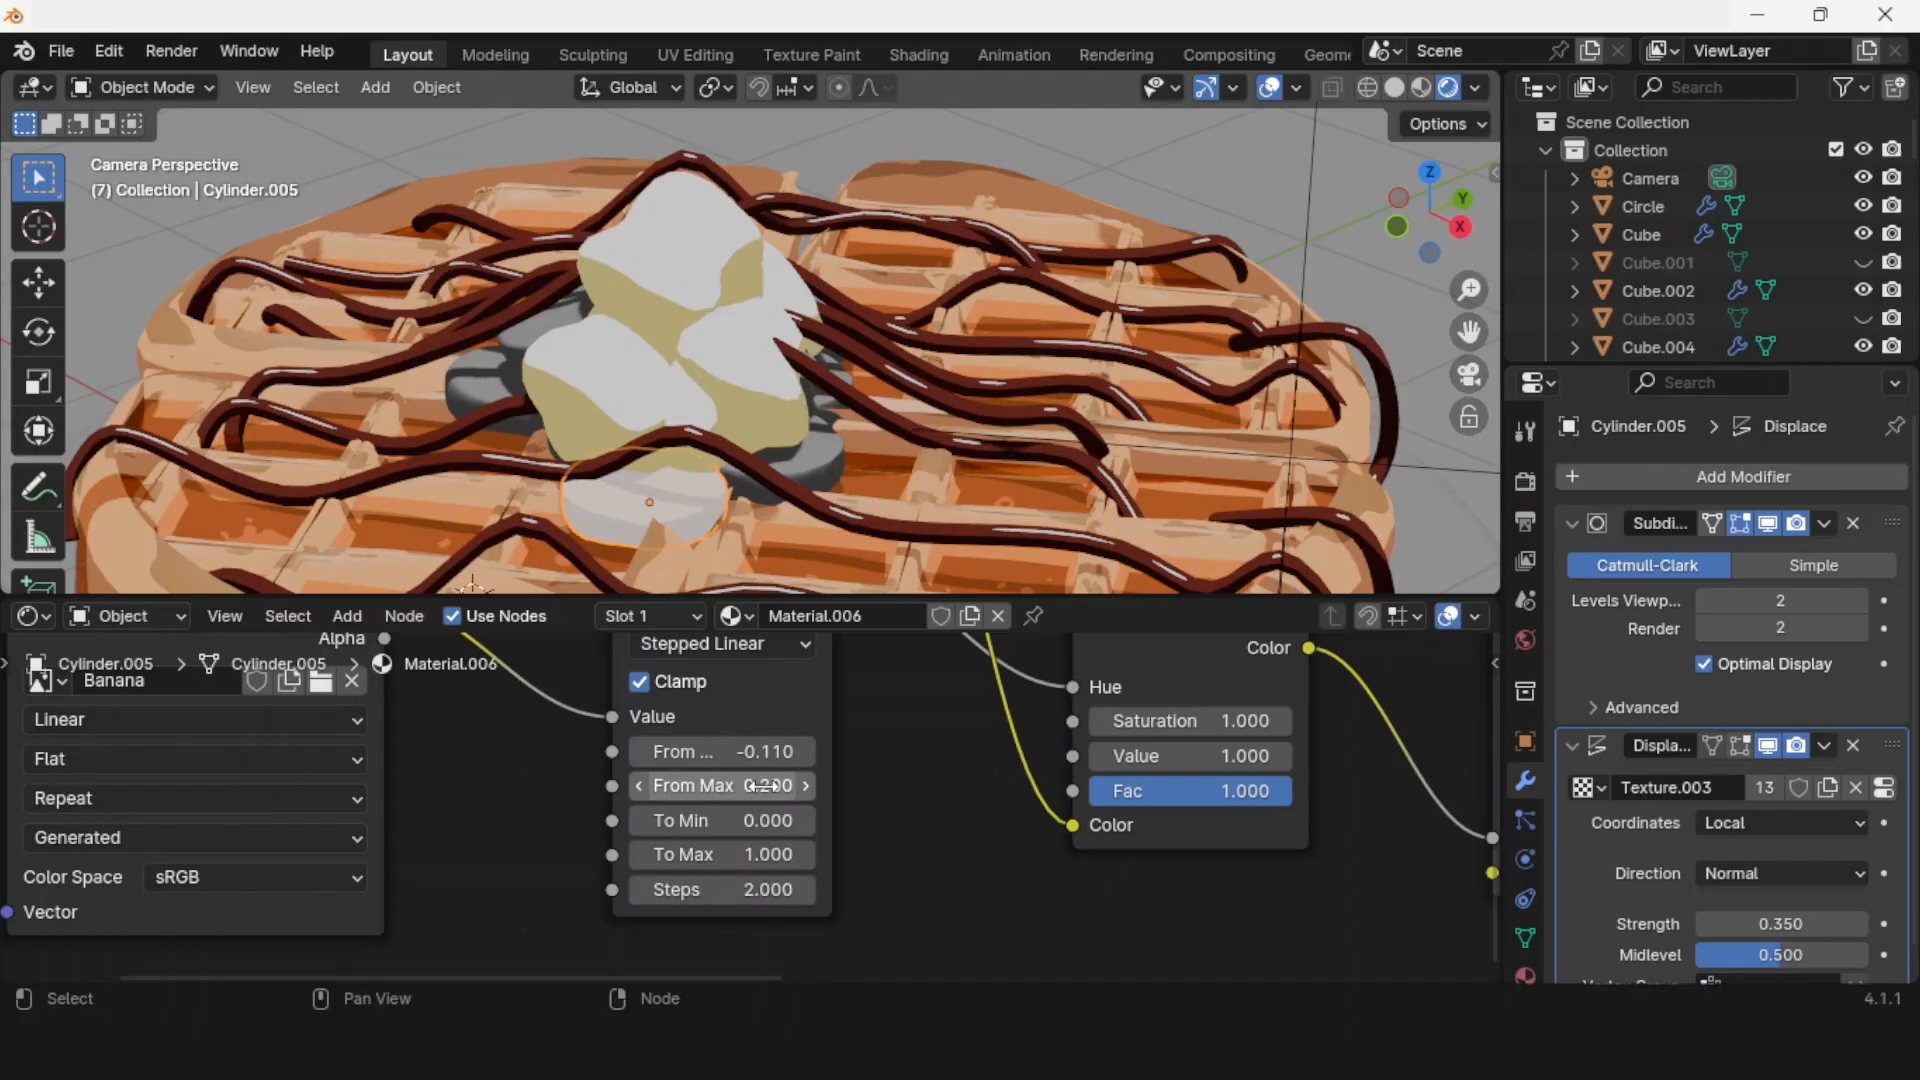 File Edit Render Window Help Layout Modeling Sculpting UV Editing Texture Paint Shading Animation Rendering Compositing Geome Scene ViewLayer
Object Mode View Select Add Object Global Search
Options
Camera Perspective
(7) Collection | Cylinder.005
Z
Y
X
Scene Collection
Collection
Camera
Circle
Cube
Cube.001
Cube.002
Cube.003
Cube.004
Search
Cylinder.005 > Displace
Add Modifier
Subdi...
Catmull-Clark Simple
Levels Viewp... 2
Render 2
Optimal Display
Advanced
Displa...
Texture.003 13
Coordinates Local
Direction Normal
Strength 0.350
Midlevel 0.500
Object View Select Add Node Use Nodes Slot 1 Material.006
Alpha
Cylinder.005 > Cylinder.005 > Material.006
Banana
Linear
Flat
Repeat
Generated
Color Space sRGB
Vector
Stepped Linear
Clamp
Value
From ... -0.110
From Max
To Min 0.000
To Max 1.000
Steps 2.000
Color
Hue
Saturation 1.000
Value 1.000
Fac 1.000
Color
Select Pan View Node 4.1.1